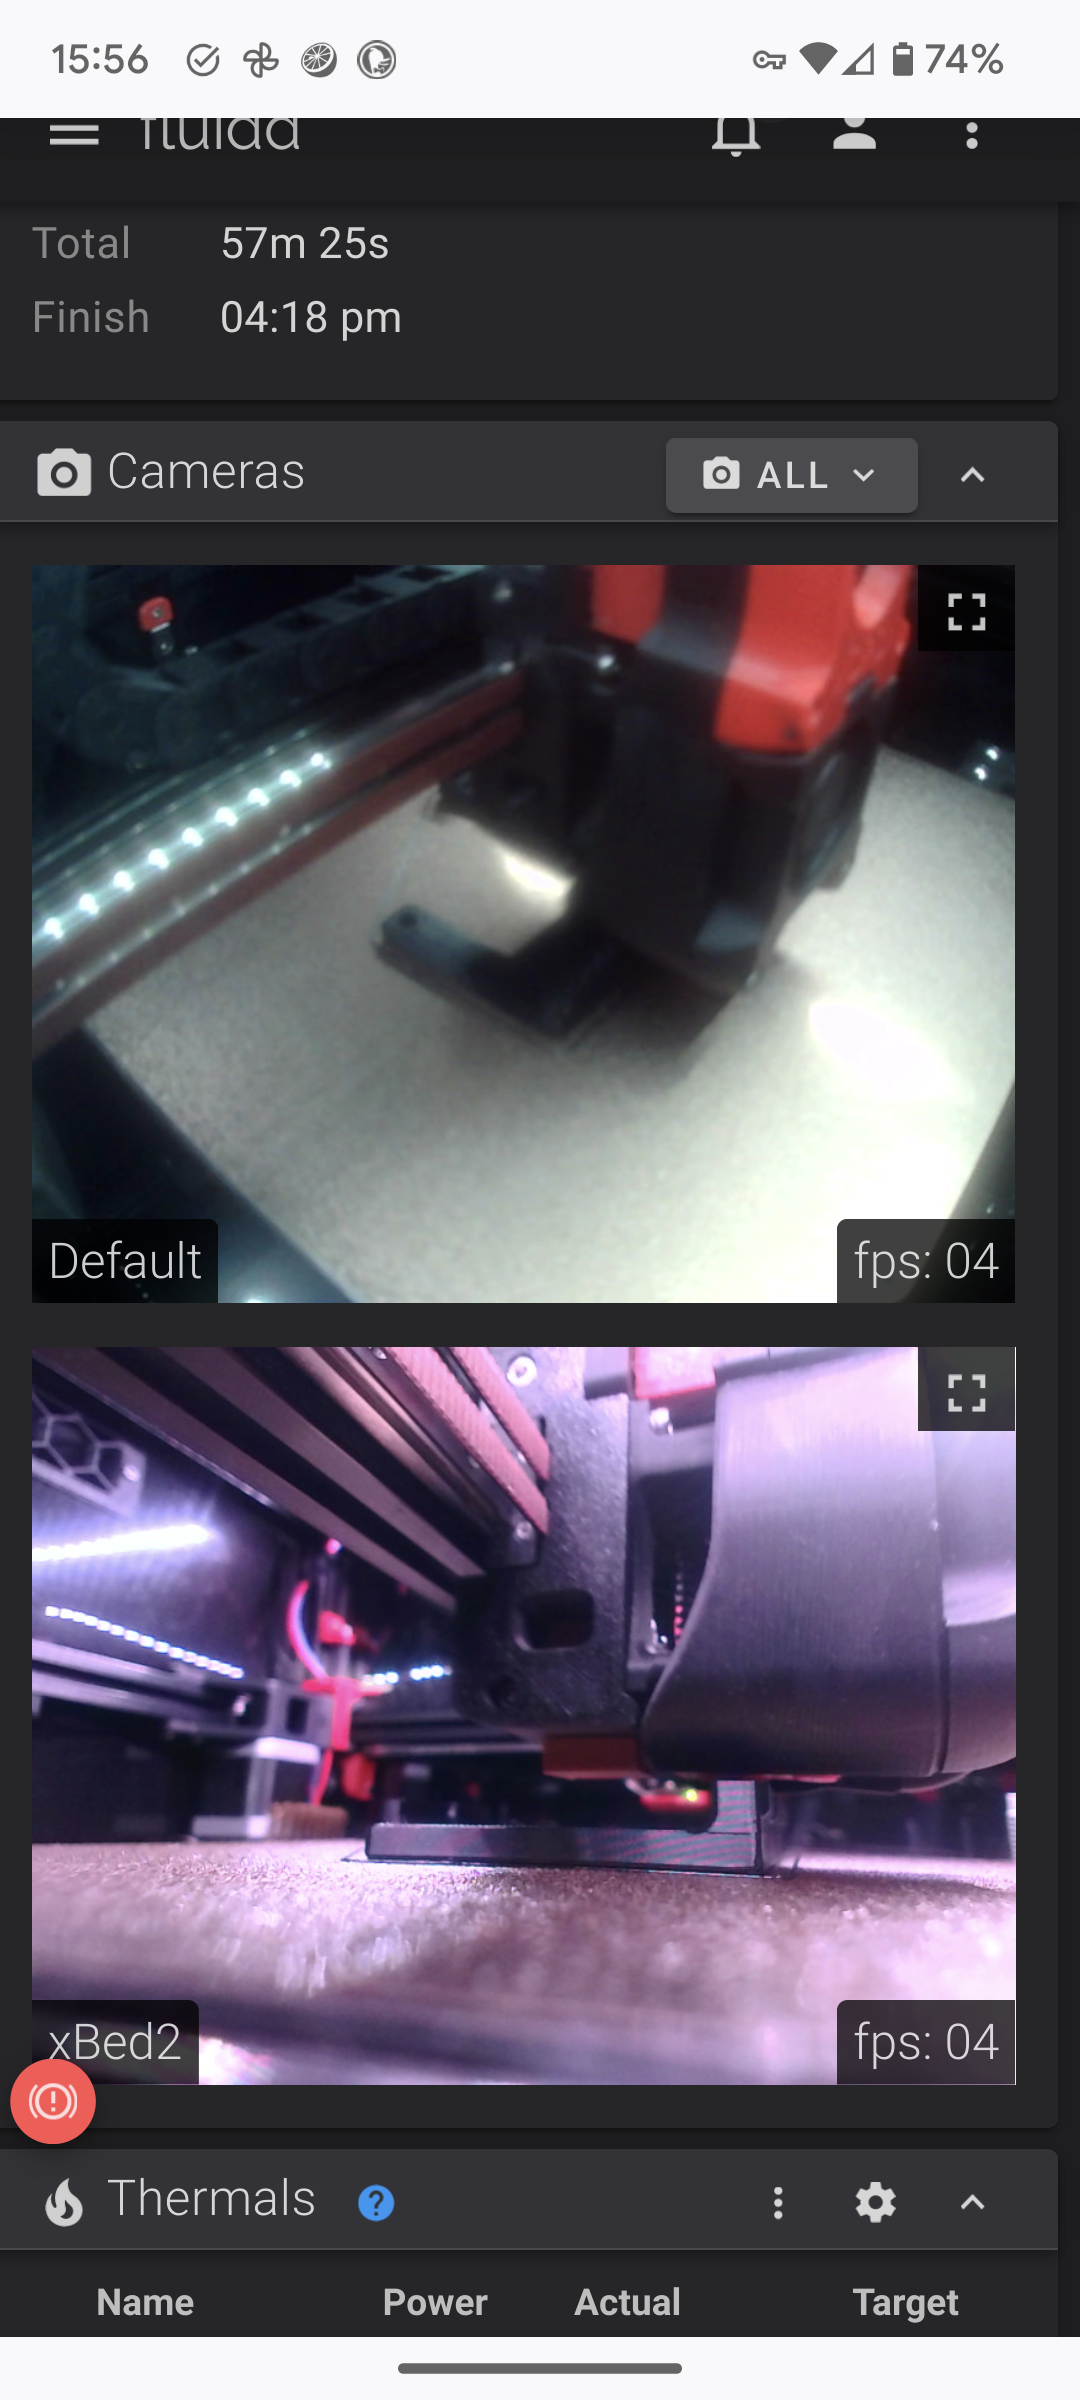 15:56 74%
fluidd
Total 57m 25s
Finish 04:18 pm
Cameras ALL
Default fps: 04
xBed2 fps: 04
Thermals ?
Name Power Actual Target